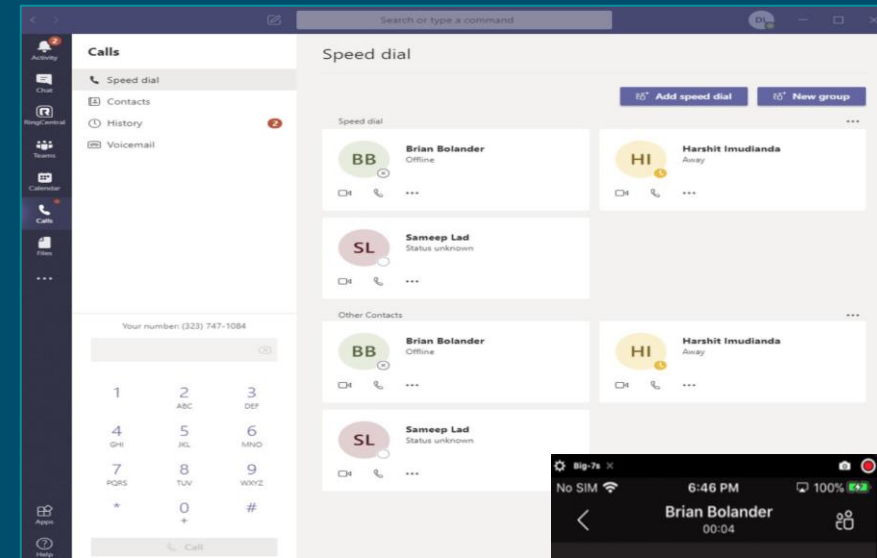 Search or type a command
DL
2
Activity
Chat
RingCentral
Teams
Calendar
Calls
Files
Apps
Help
Calls
Speed dial
Contacts
History
2
Voicemail
Your number: (323) 747-1084
1
2
3
ABC
DEF
4
5
6
GHI
JKL
MNO
7
8
9
PQRS
TUV
WXYZ
*
0
#
+
Call
Speed dial
Add speed dial
New group
Speed dial
BB
Brian Bolander
Offline
HI
Harshit Imudianda
Away
SL
Sameep Lad
Status unknown
Other Contacts
BB
Brian Bolander
Offline
HI
Harshit Imudianda
Away
SL
Sameep Lad
Status unknown
Big-7s
No SIM
6:46 PM
100%
Brian Bolander
00:04